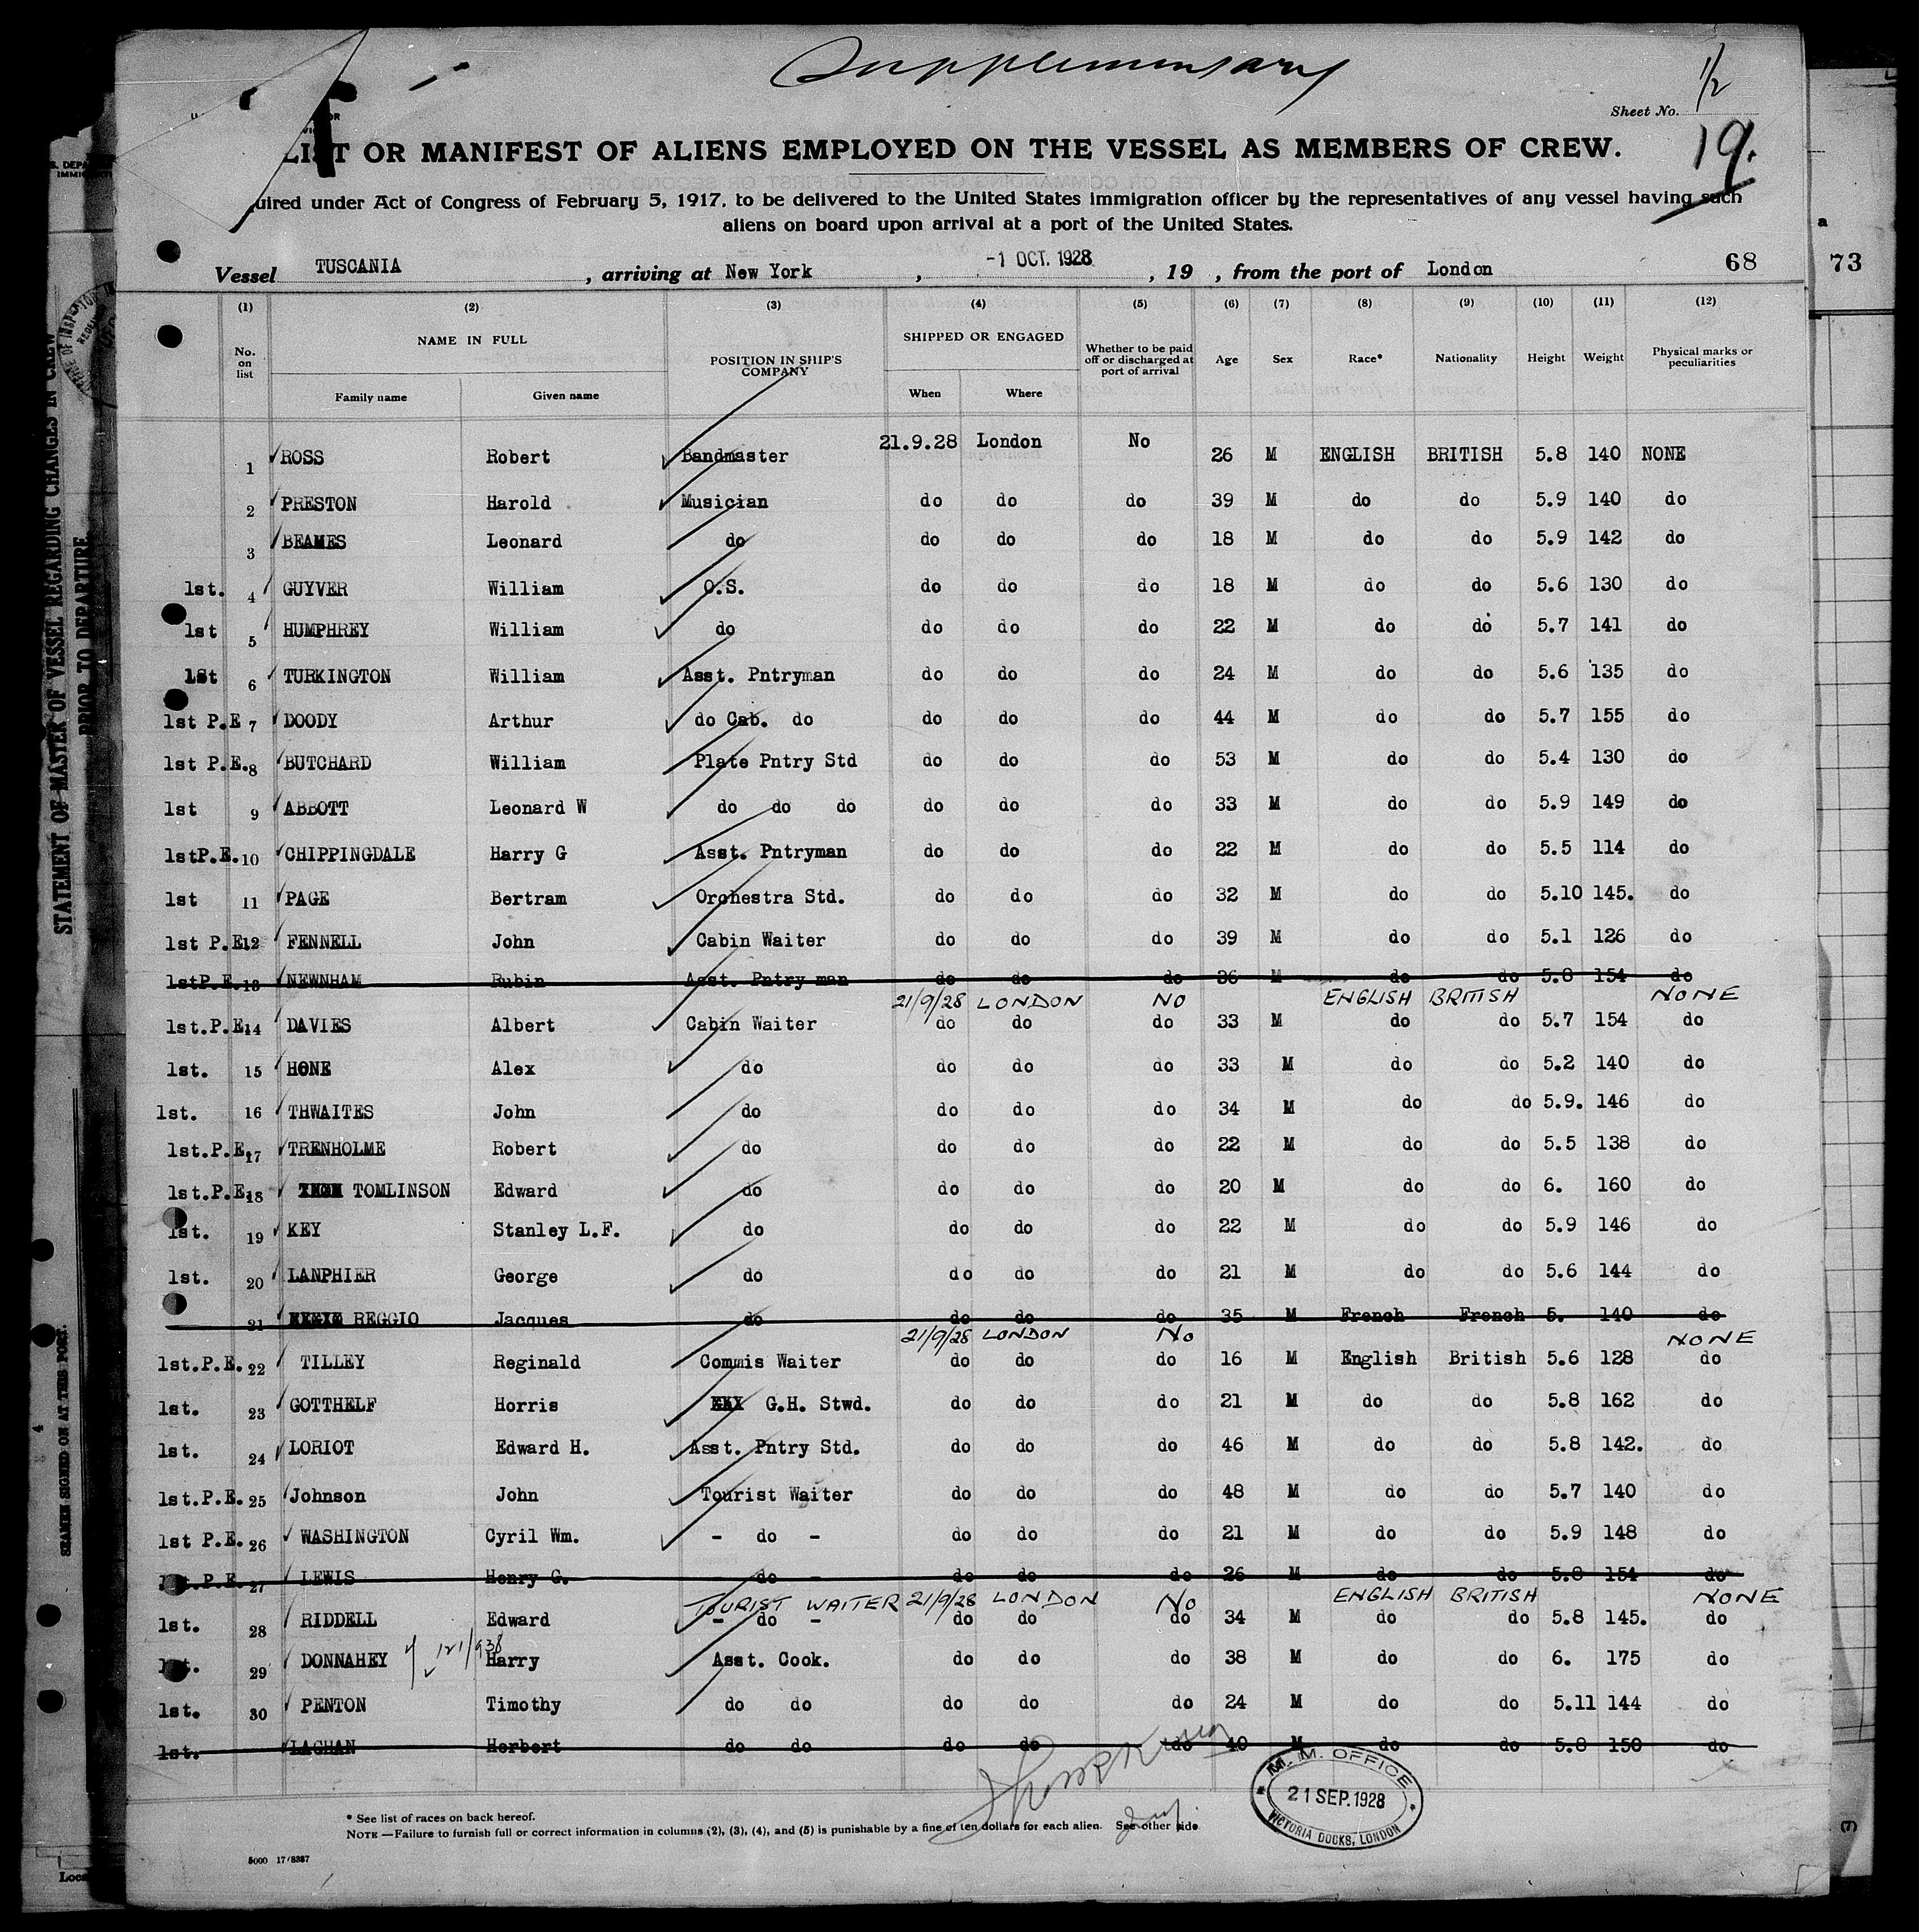 Supplementary
1/2
Sheet No.
19.
LIST OR MANIFEST OF ALIENS EMPLOYED ON THE VESSEL AS MEMBERS OF CREW.
quired under Act of Congress of February 5, 1917, to be delivered to the United States immigration officer by the representatives of any vessel having such
aliens on board upon arrival at a port of the United States.
Vessel TUSCANIA , arriving at New York , -1 OCT. 1928 , 19 , from the port of London 68 73
(1) (2) (3) (4) (5) (6) (7) (8) (9) (10) (11) (12)
No. on list NAME IN FULL Family name Given name POSITION IN SHIP'S COMPANY SHIPPED OR ENGAGED When Where Whether to be paid off or discharged at port of arrival Age Sex Race* Nationality Height Weight Physical marks or peculiarities
1 ROSS Robert Bandmaster 21.9.28 London No 26 M ENGLISH BRITISH 5.8 140 NONE
2 PRESTON Harold Musician do do do 39 M do do 5.9 140 do
3 BEAMES Leonard do do do do 18 M do do 5.9 142 do
1st. 4 GUYVER William O.S. do do do 18 M do do 5.6 130 do
1st 5 HUMPHREY William do do do do 22 M do do 5.7 141 do
1St 6 TURKINGTON William Asst. Pntryman do do do 24 M do do 5.6 135 do
1st P.E 7 DOODY Arthur do Cab. do do do do 44 M do do 5.7 155 do
1st P.E. 8 BUTCHARD William Plate Pntry Std do do do 53 M do do 5.4 130 do
1st 9 ABBOTT Leonard W do do do do do do 33 M do do 5.9 149 do
1stP.E. 10 CHIPPINGDALE Harry G Asst. Pntryman do do do 22 M do do 5.5 114 do
1st 11 PAGE Bertram Orchestra Std. do do do 32 M do do 5.10 145. do
1st P.E 12 FENNELL John Cabin Waiter do do do 39 M do do 5.1 126 do
1stP.E. 13 NEWNHAM Rubin Asst. Pntry man do do do 36 M do do 5.8 154 do
21/9/28 LONDON NO ENGLISH BRITISH NONE
1st.P.E. 14 DAVIES Albert Cabin Waiter do do do 33 M do do 5.7 154 do
1st. 15 HONE Alex do do do do 33 M do do 5.2 140 do
1st. 16 THWAITES John do do do do 34 M do do 5.9. 146 do
1st.P.E. 17 TRENHOLME Robert do do do do 22 M do do 5.5 138 do
1st.P.E. 18 TOMLINSON Edward do do do do 20 M do do 6. 160 do
1st. 19 KEY Stanley L.F. do do do do 22 M do do 5.9 146 do
1st. 20 LANPHIER George do do do do 21 M do do 5.6 144 do
21 REGGIO Jacques do do do do 35 M French French 5. 140 do
21/9/28 LONDON No NONE
1st.P.E. 22 TILLEY Reginald Commis Waiter do do do 16 M English British 5.6 128 do
1st. 23 GOTTHELF Horris G.H. Stwd. do do do 21 M do do 5.8 162 do
1st. 24 LORIOT Edward H. Asst. Pntry Std. do do do 46 M do do 5.8 142. do
1st.P.E. 25 Johnson John Tourist Waiter do do do 48 M do do 5.7 140 do
1st P.E. 26 WASHINGTON Cyril Wm. - do - do do do 21 M do do 5.9 148 do
1st.P.E. 27 LEWIS Henry G. - do - do do do 26 M do do 5.8 154 do
TOURIST WAITER 21/9/28 LONDON No ENGLISH BRITISH NONE
1st. 28 RIDDELL Edward - do - do do do 34 M do do 5.8 145. do
1st. 29 DONNAHEY Harry Asst. Cook. do do do 38 M do do 6. 175 do
1st. 30 PENTON Timothy do do do do do 24 M do do 5.11 144 do
1st. LAGHAN Herbert do do do do do 40 M do do 5.8 150 do
M. M. OFFICE
21 SEP. 1928
VICTORIA DOCKS, LONDON
* See list of races on back hereof.
NOTE.—Failure to furnish full or correct information in columns (2), (3), (4), and (5) is punishable by a fine of ten dollars for each alien. See other side.
5000 17/8387
STATEMENT OF MASTER OF VESSEL REGARDING CHANGES IN CREW
PRIOR TO DEPARTURE
SEAMEN SIGNED ON AT THIS PORT.
(7)